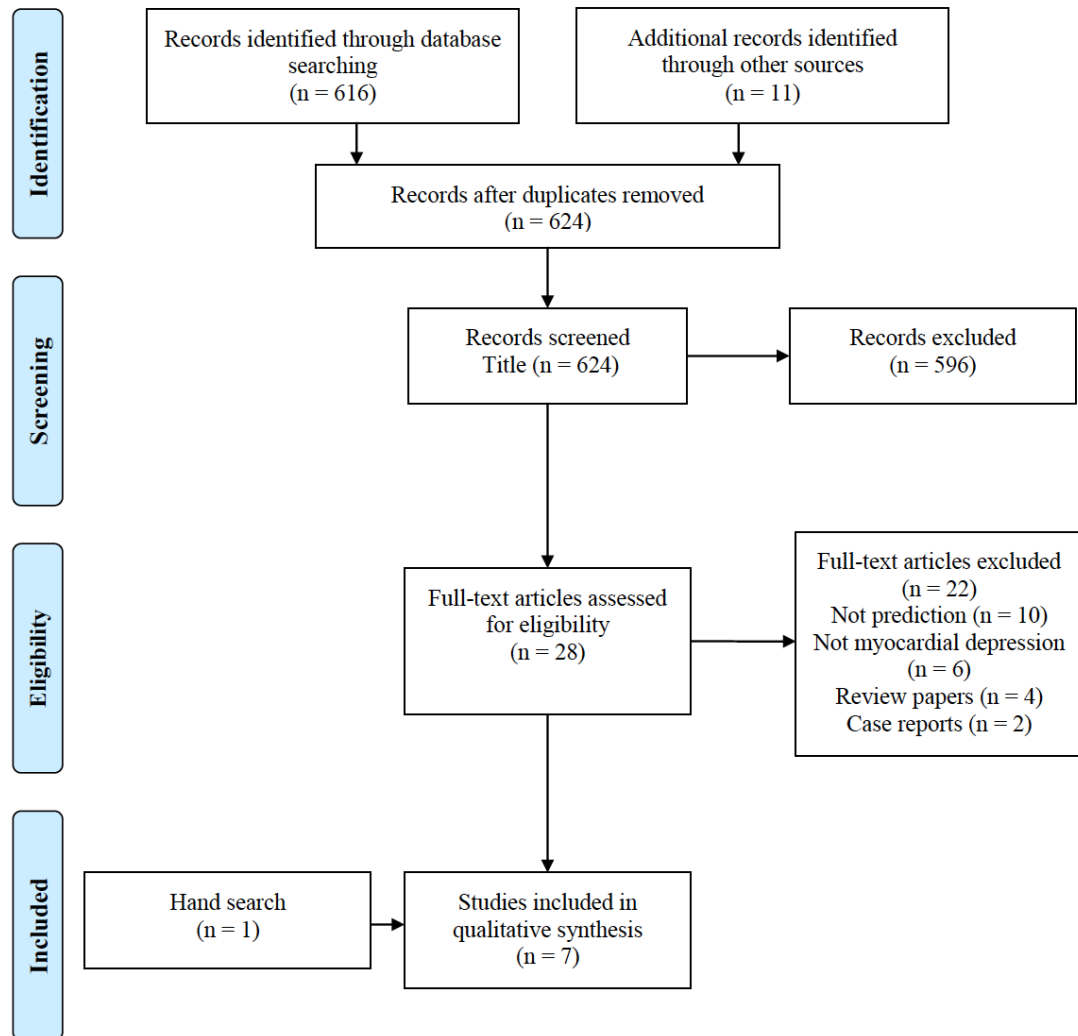 Identification
Records identified through database
searching
(n = 616)
Additional records identified
through other sources
(n = 11)
Records after duplicates removed
(n = 624)
Screening
Records screened
Title (n = 624)
Records excluded
(n = 596)
Eligibility
Full-text articles assessed
for eligibility
(n = 28)
Full-text articles excluded
(n = 22)
Not prediction (n = 10)
Not myocardial depression
(n = 6)
Review papers (n = 4)
Case reports (n = 2)
Included
Hand search
(n = 1)
Studies included in
qualitative synthesis
(n = 7)